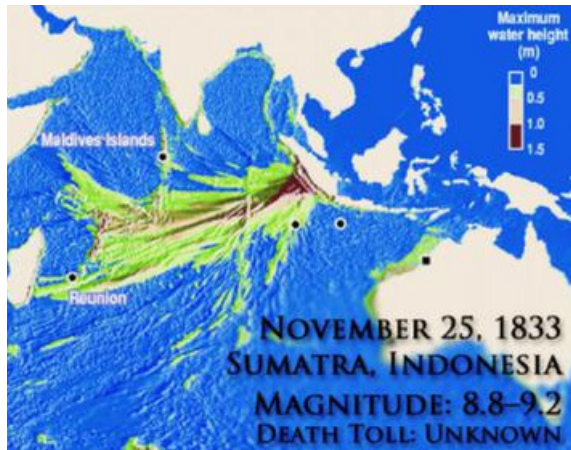 Maximum
water height
(m)
0
0.5
1.0
1.5
Maldives Islands
Reunion
NOVEMBER 25, 1833
SUMATRA, INDONESIA
MAGNITUDE: 8.8–9.2
DEATH TOLL: UNKNOWN